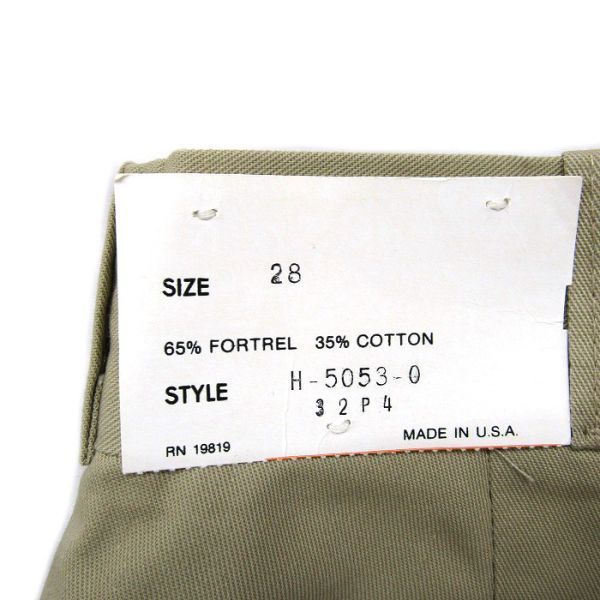 SIZE 28
65% FORTREL 35% COTTON
STYLE H-5053-0
32P4
RN 19819 MADE IN U.S.A.